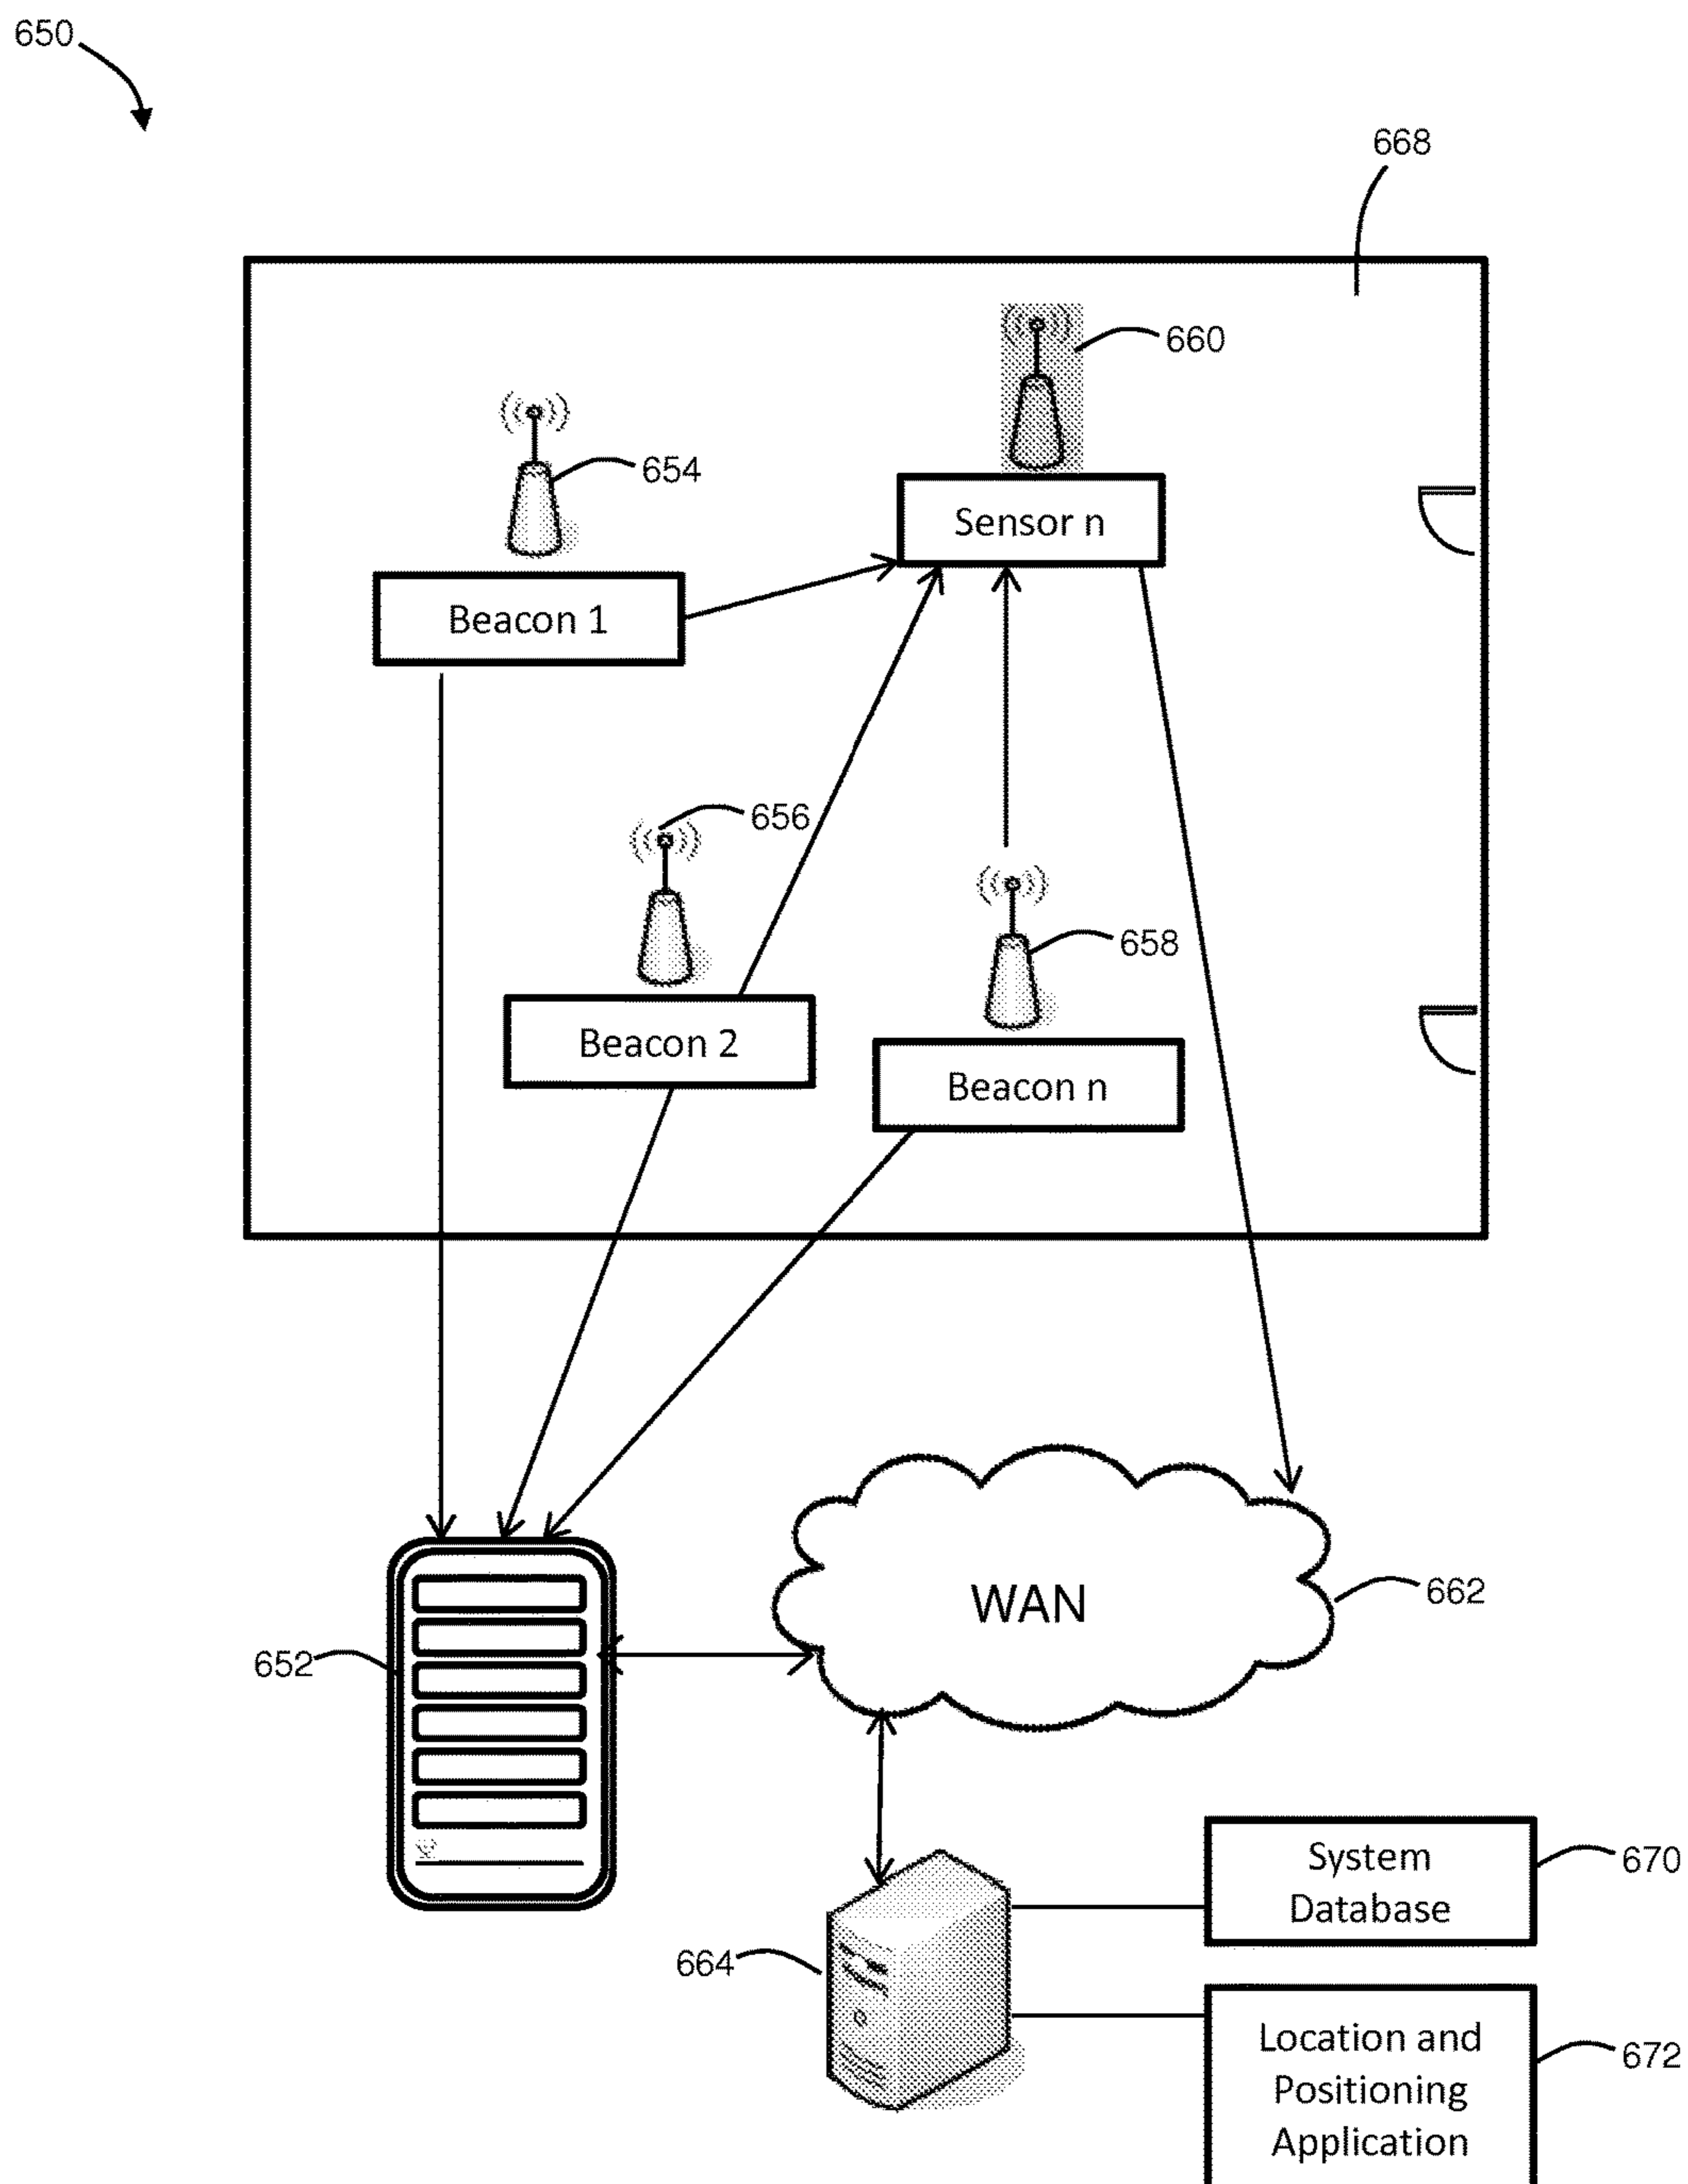 650
668
660
654
Sensor n
Beacon 1
656
658
Beacon 2
Beacon n
WAN
662
652
System
Database
670
664
Location and
Positioning
Application
672